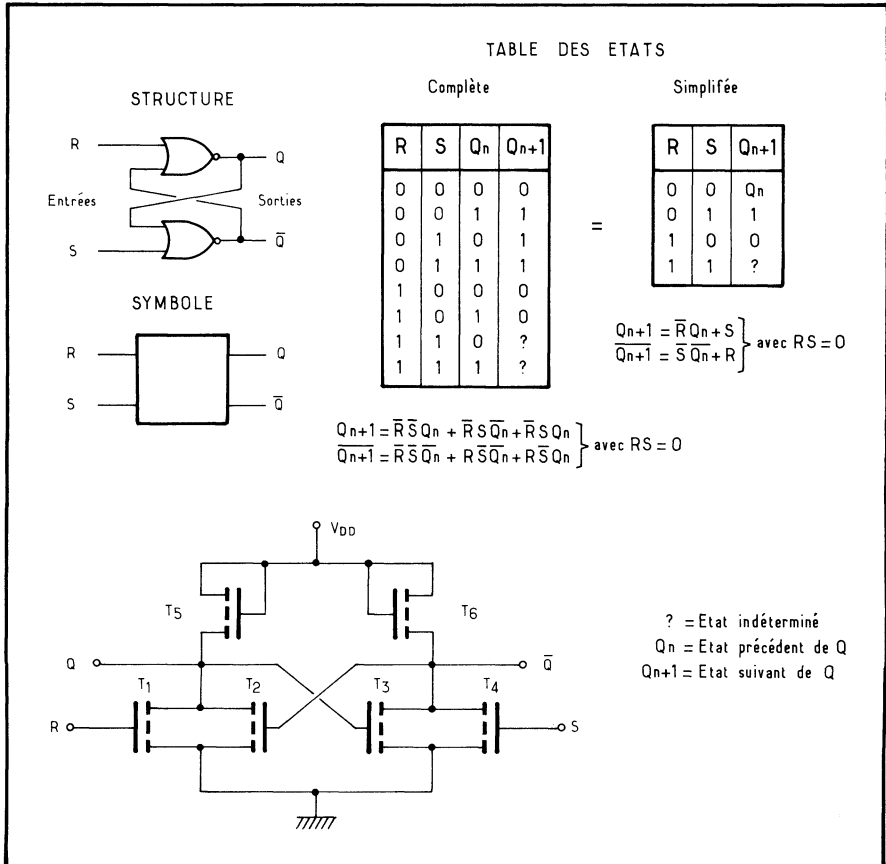 TABLE DES ETATS
Complète
Simplifée
STRUCTURE
R
Q
Entrées
Sorties
S
Q̅
SYMBOLE
R
Q
S
Q̅
R S Qn Qn+1
0 0 0 0
0 0 1 1
0 1 0 1
0 1 1 1
1 0 0 0
1 0 1 0
1 1 0 ?
1 1 1 ?
=
R S Qn+1
0 0 Qn
0 1 1
1 0 0
1 1 ?
Qn+1 = R̅ Qn + S
Q̅n̅+̅1̅ = S̅ Q̅n + R
} avec RS = 0
Qn+1 = R̅ S̅ Qn + R̅ S Q̅n + R̅ S Qn
Q̅n̅+̅1̅ = R̅ S̅ Q̅n + R S̅ Q̅n + R S̅ Qn
} avec RS = 0
VDD
T5
T6
Q
Q̅
T1
T2
T3
T4
R
S
? = Etat indéterminé
Qn = Etat précédent de Q
Qn+1 = Etat suivant de Q